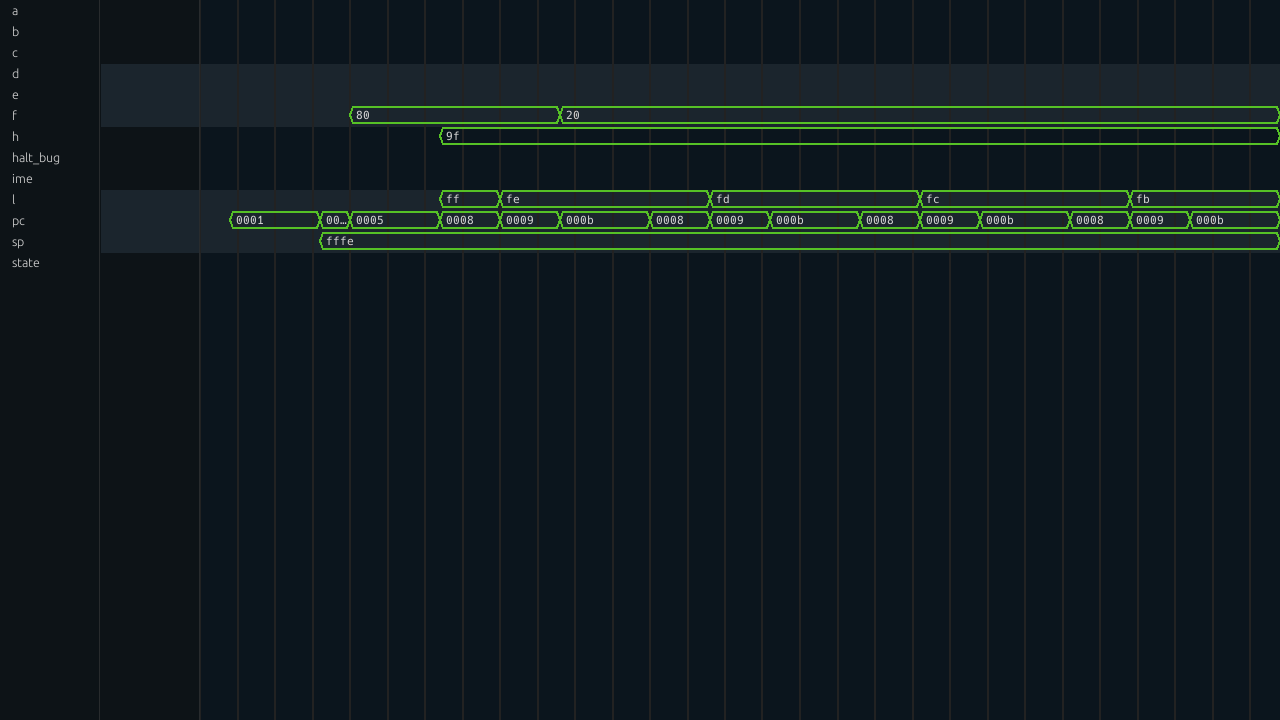 a
b
c
d
e
f 80 20
h 9f
halt_bug
ime
l ff fe fd fc fb
pc 0001 00… 0005 0008 0009 000b 0008 0009 000b 0008 0009 000b 0008 0009 000b
sp fffe
state